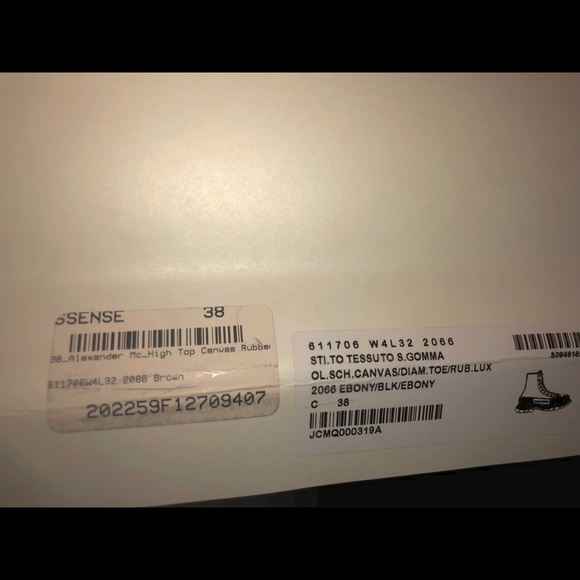 SSENSE 38
38_Alexander Mc_High Top Canvas Rubber
611706W4L32 2066 Brown
202259F12709407
611706 W4L32 2066
STI.TO TESSUTO S.GOMMA
OL.SCH.CANVAS/DIAM.TOE/RUB.LUX
2066 EBONY/BLK/EBONY
C 38
JCMQ000319A